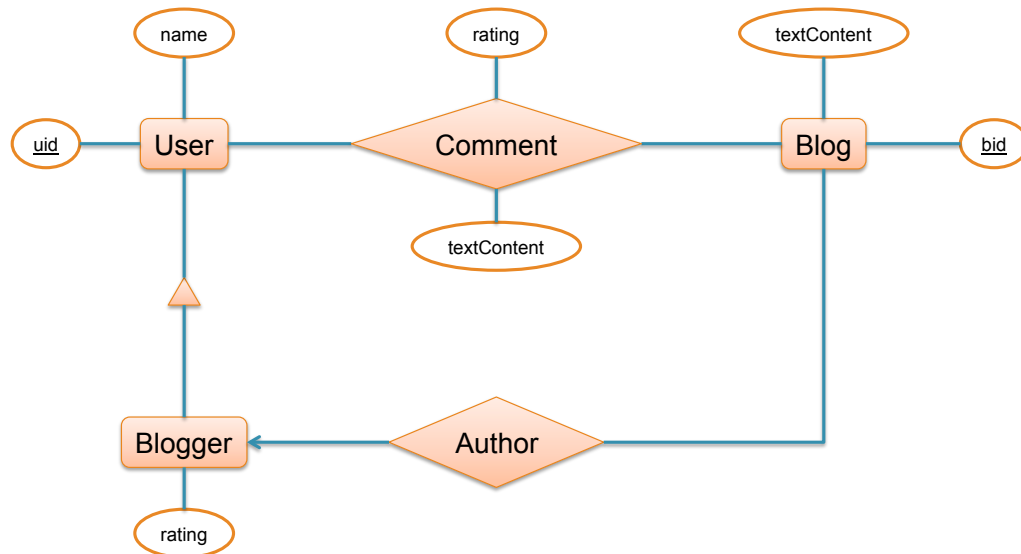 name
rating
textContent
uid
User
Comment
Blog
bid
textContent
Blogger
Author
rating